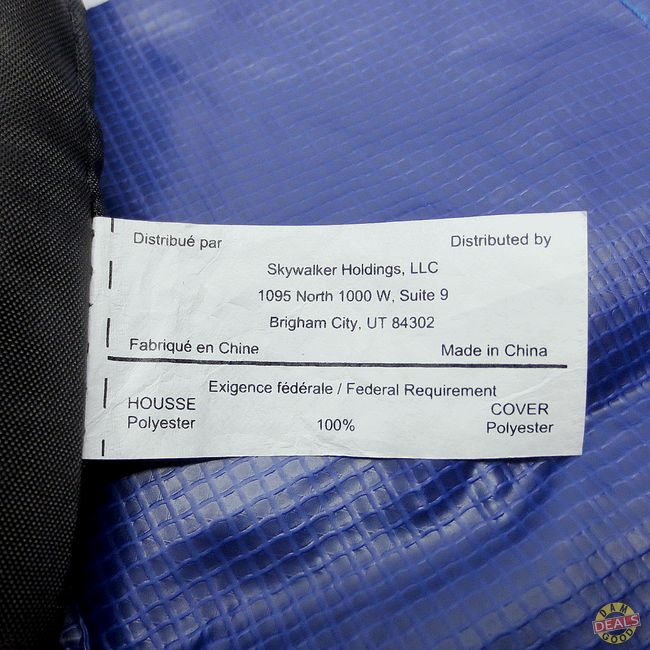 Distribué par Distributed by
Skywalker Holdings, LLC
1095 North 1000 W, Suite 9
Brigham City, UT 84302
Fabriqué en Chine Made in China
Exigence fédérale / Federal Requirement
HOUSSE COVER
Polyester 100% Polyester
DAM
DEALS
GOOD